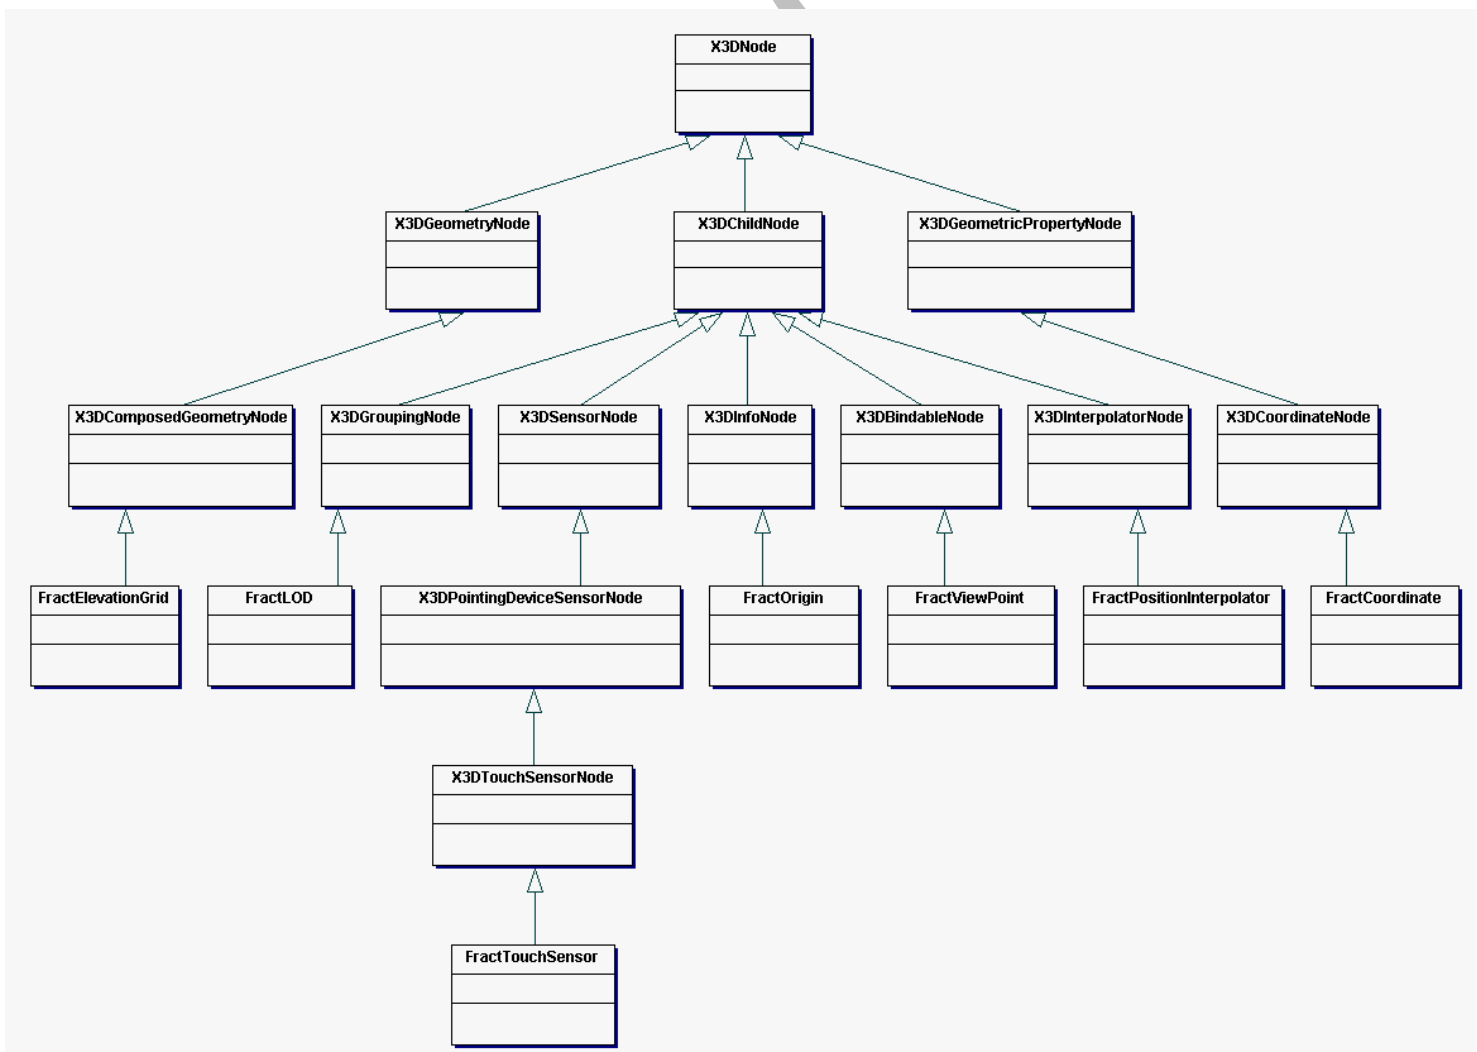 X3DNode
X3DGeometryNode
X3DChildNode
X3DGeometricPropertyNode
X3DComposedGeometryNode
X3DGroupingNode
X3DSensorNode
X3DInfoNode
X3DBindableNode
X3DInterpolatorNode
X3DCoordinateNode
FractElevationGrid
FractLOD
X3DPointingDeviceSensorNode
FractOrigin
FractViewPoint
FractPositionInterpolator
FractCoordinate
X3DTouchSensorNode
FractTouchSensor